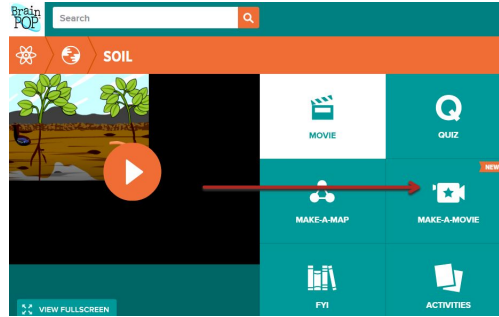 Brain
POP
Search
SOIL
MOVIE
Q
QUIZ
NEW
MAKE-A-MAP
MAKE-A-MOVIE
FYI
ACTIVITIES
VIEW FULLSCREEN